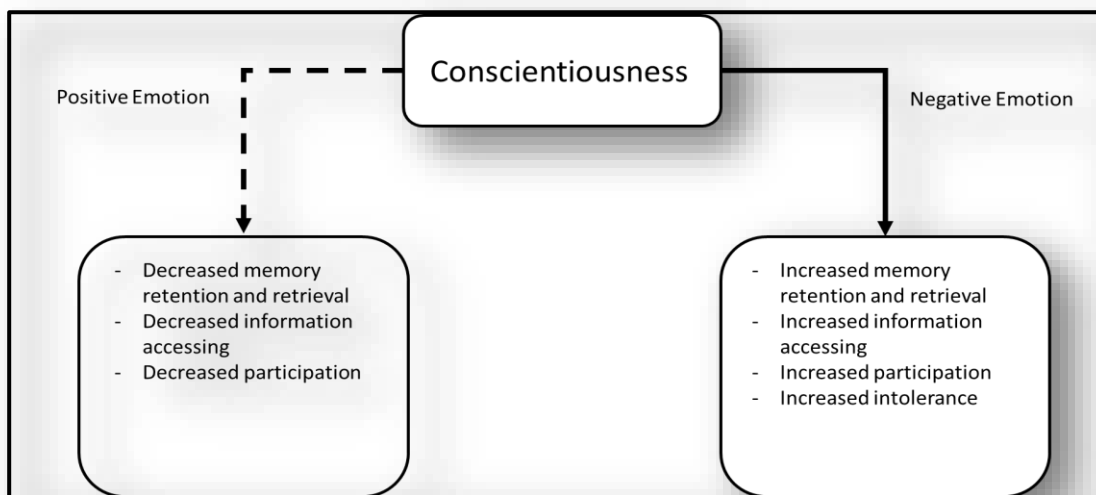 Conscientiousness
Positive Emotion
Negative Emotion
- Decreased memory
retention and retrieval
- Decreased information
accessing
- Decreased participation
- Increased memory
retention and retrieval
- Increased information
accessing
- Increased participation
- Increased intolerance